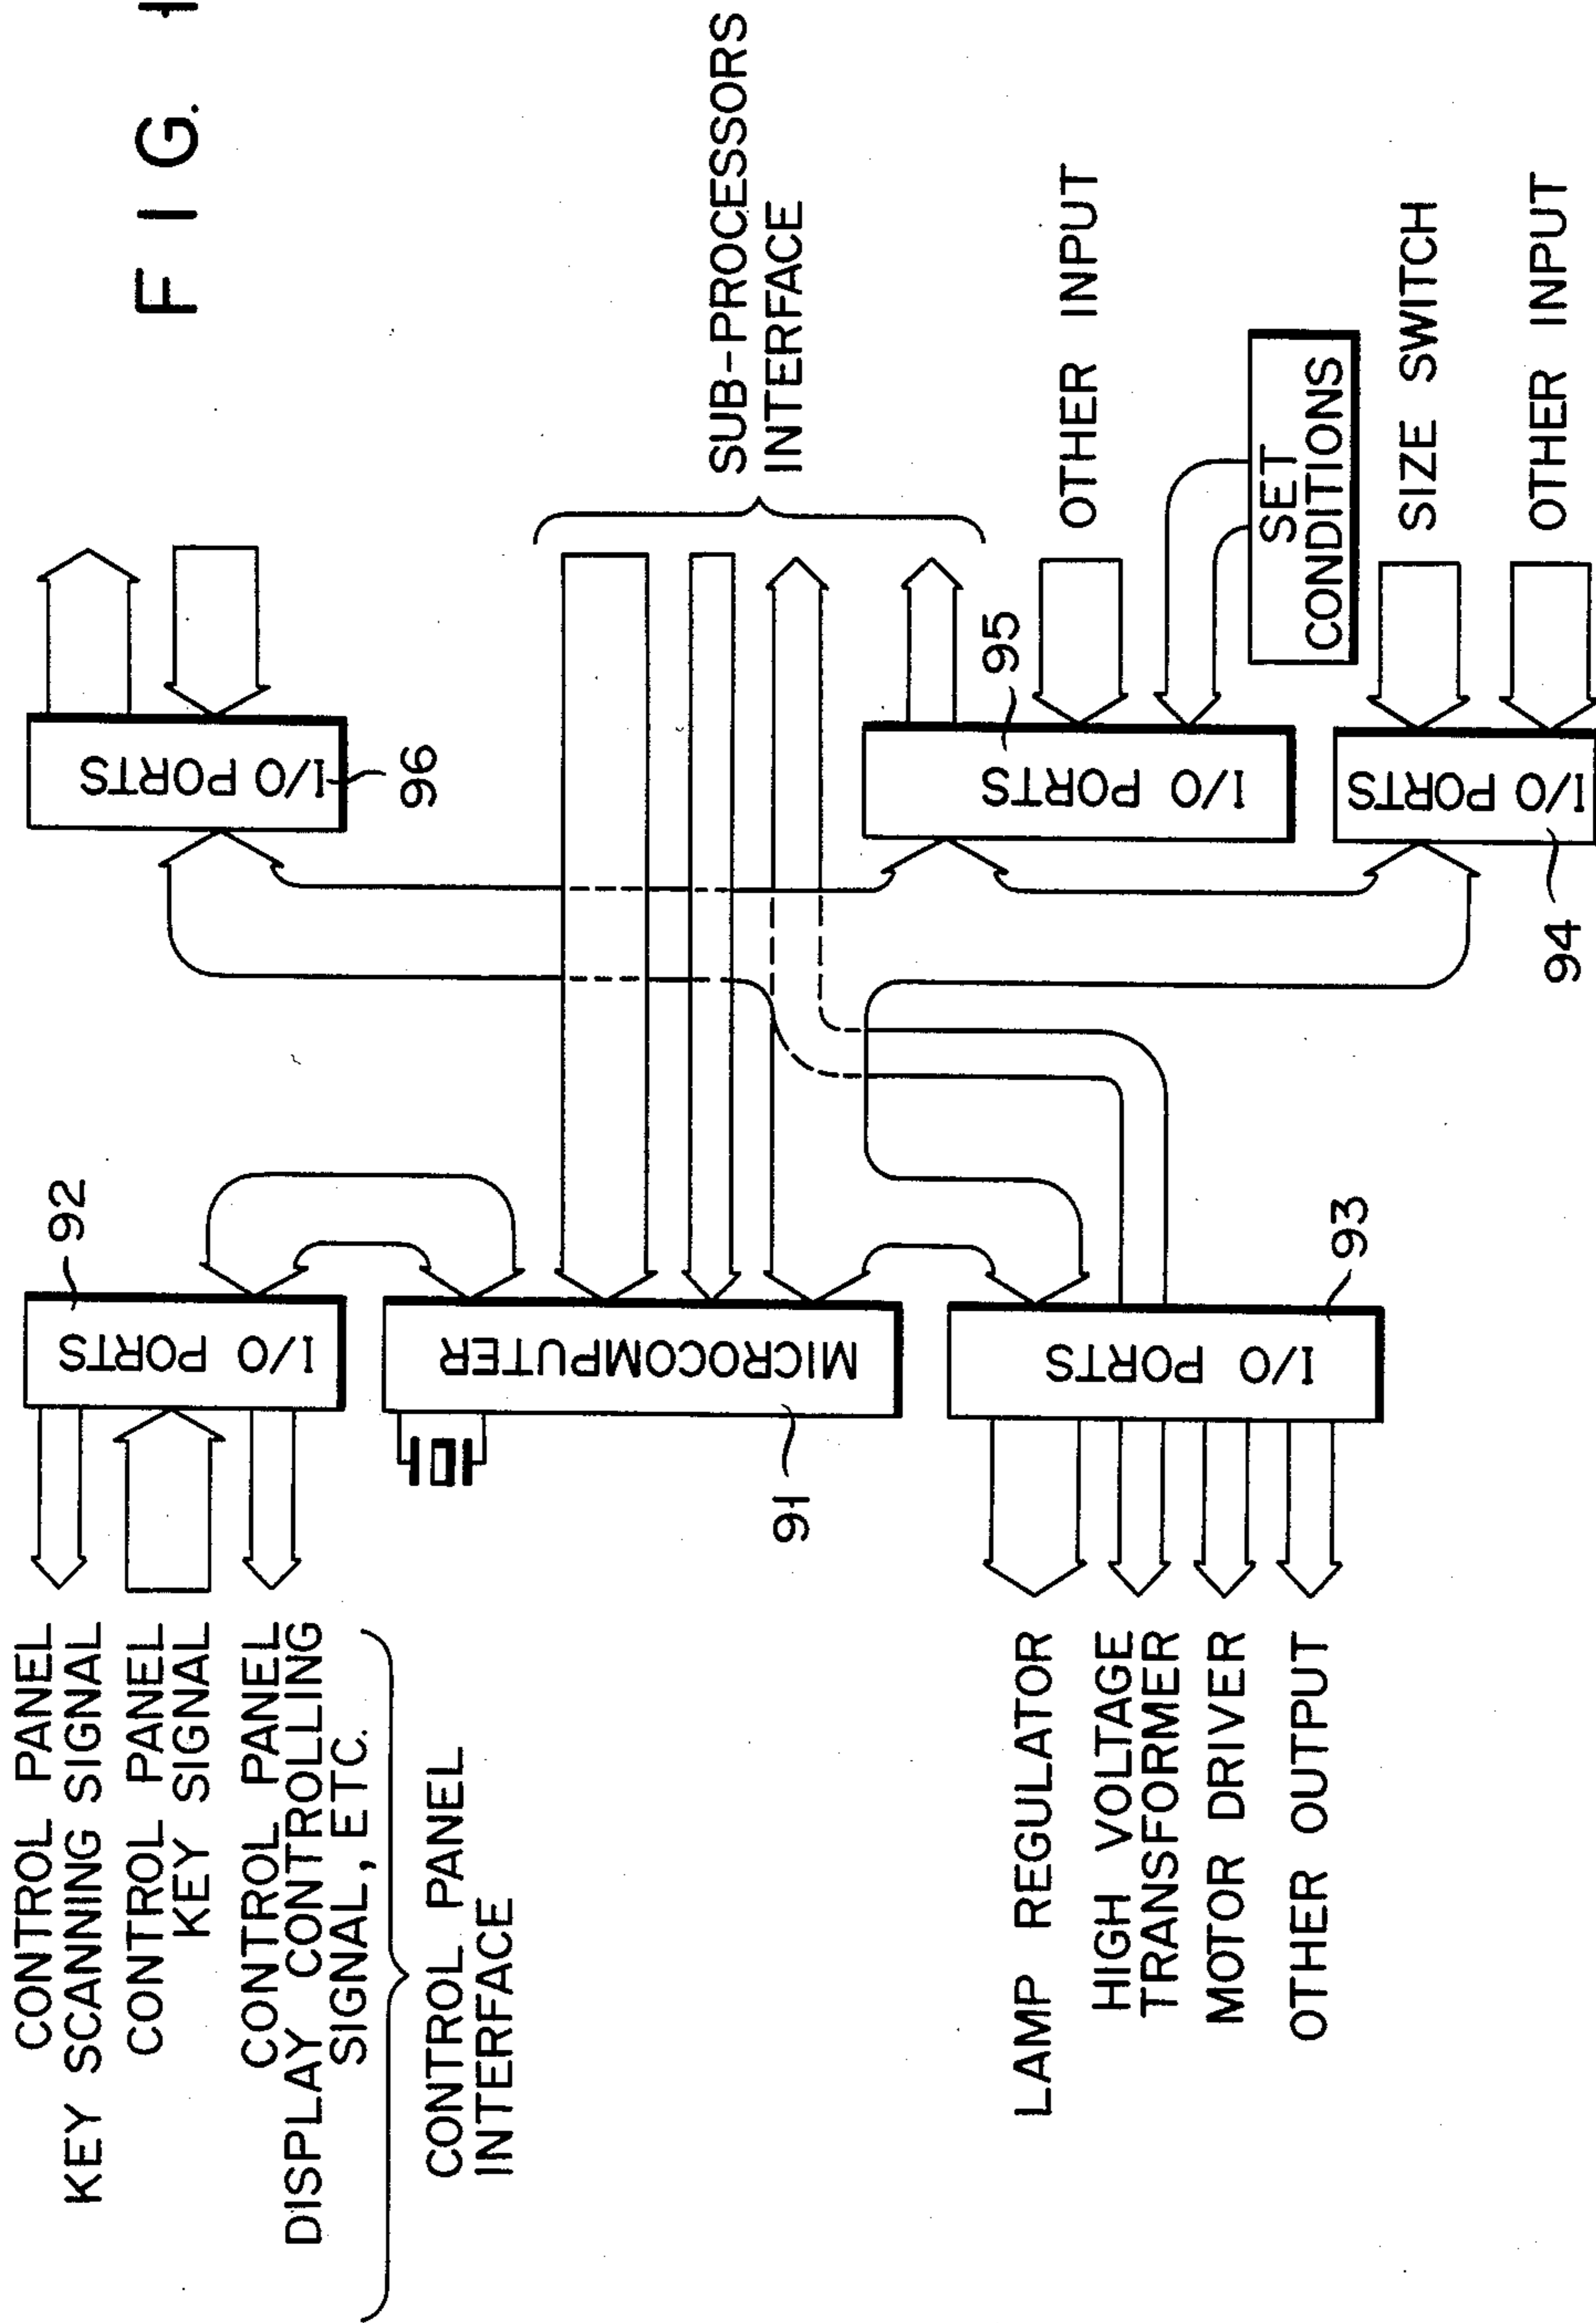 FIG. 1
CONTROL PANEL
KEY SCANNING SIGNAL
CONTROL PANEL
KEY SIGNAL
CONTROL PANEL
DISPLAY CONTROLLING
SIGNAL, ETC.
CONTROL PANEL
INTERFACE
92
I/O PORTS
MICROCOMPUTER
91
I/O PORTS
93
LAMP REGULATOR
HIGH VOLTAGE
TRANSFORMER
MOTOR DRIVER
OTHER OUTPUT
I/O PORTS
96
SUB-PROCESSORS
INTERFACE
95
I/O PORTS
OTHER INPUT
SET
CONDITIONS
I/O PORTS
94
SIZE SWITCH
OTHER INPUT